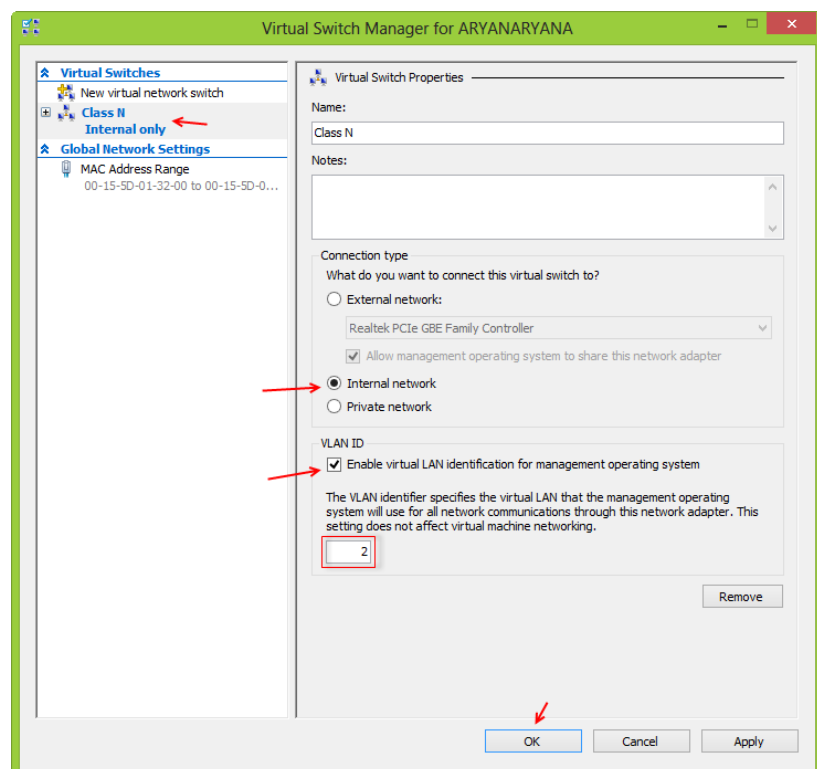 Virtual Switch Manager for ARYANARYANA
Virtual Switches
New virtual network switch
Class N
Internal only
Global Network Settings
MAC Address Range
00-15-5D-01-32-00 to 00-15-5D-0...
Virtual Switch Properties
Name:
Class N
Notes:
Connection type
What do you want to connect this virtual switch to?
External network:
Realtek PCIe GBE Family Controller
Allow management operating system to share this network adapter
Internal network
Private network
VLAN ID
Enable virtual LAN identification for management operating system
The VLAN identifier specifies the virtual LAN that the management operating
system will use for all network communications through this network adapter. This
setting does not affect virtual machine networking.
2
Remove
OK
Cancel
Apply